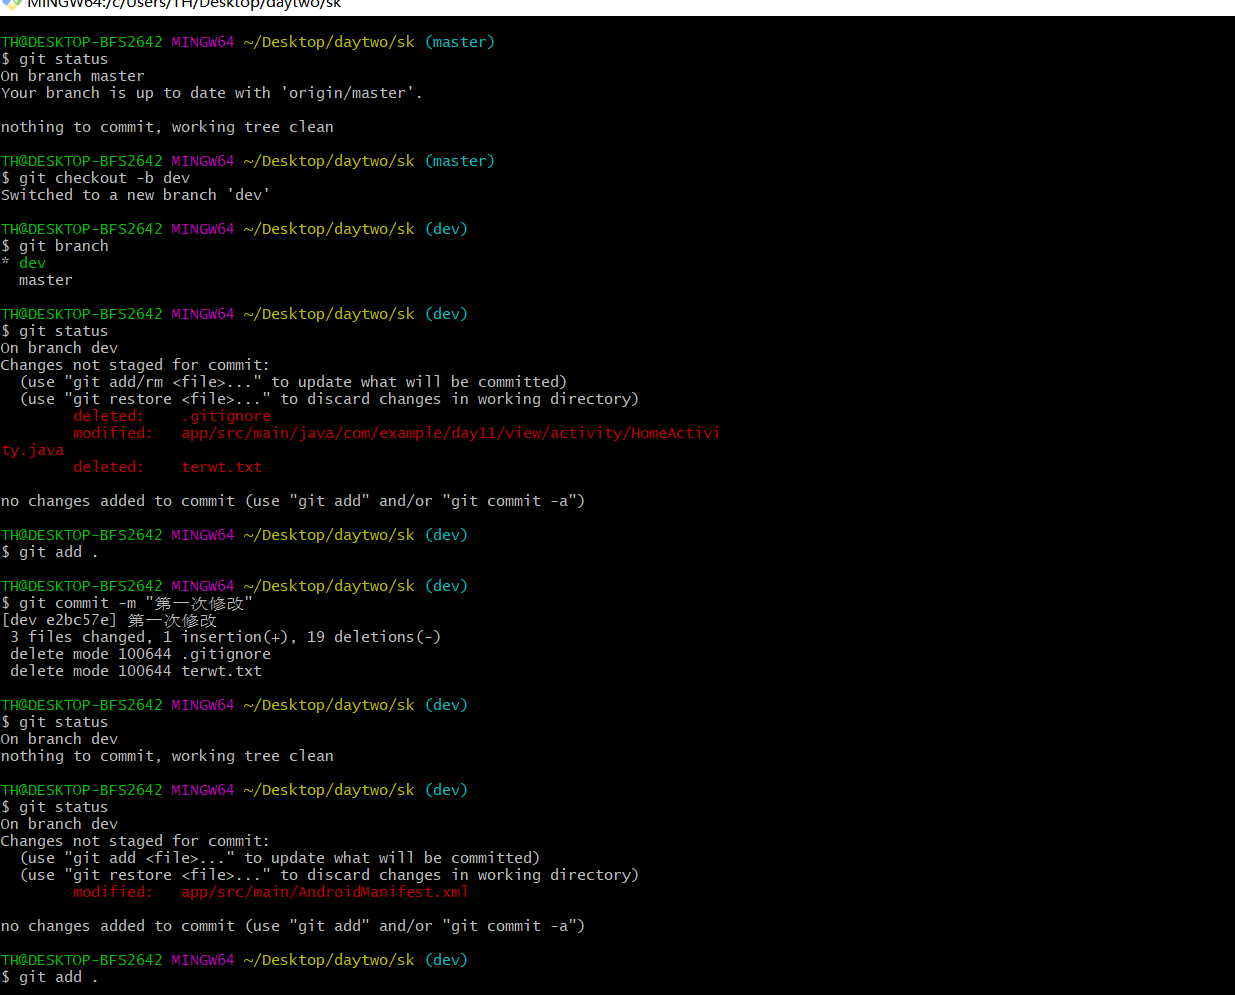 MINGW64:/c/Users/TH/Desktop/daytwo/sk
TH@DESKTOP-BFS2642 MINGW64 ~/Desktop/daytwo/sk (master)
$ git status
On branch master
Your branch is up to date with 'origin/master'.
nothing to commit, working tree clean
TH@DESKTOP-BFS2642 MINGW64 ~/Desktop/daytwo/sk (master)
$ git checkout -b dev
Switched to a new branch 'dev'
TH@DESKTOP-BFS2642 MINGW64 ~/Desktop/daytwo/sk (dev)
$ git branch
* dev
  master
TH@DESKTOP-BFS2642 MINGW64 ~/Desktop/daytwo/sk (dev)
$ git status
On branch dev
Changes not staged for commit:
  (use "git add/rm <file>..." to update what will be committed)
  (use "git restore <file>..." to discard changes in working directory)
        deleted:    .gitignore
        modified:   app/src/main/java/com/example/day11/view/activity/HomeActivi
ty.java
        deleted:    terwt.txt
no changes added to commit (use "git add" and/or "git commit -a")
TH@DESKTOP-BFS2642 MINGW64 ~/Desktop/daytwo/sk (dev)
$ git add .
TH@DESKTOP-BFS2642 MINGW64 ~/Desktop/daytwo/sk (dev)
$ git commit -m "第一次修改"
[dev e2bc57e] 第一次修改
 3 files changed, 1 insertion(+), 19 deletions(-)
 delete mode 100644 .gitignore
 delete mode 100644 terwt.txt
TH@DESKTOP-BFS2642 MINGW64 ~/Desktop/daytwo/sk (dev)
$ git status
On branch dev
nothing to commit, working tree clean
TH@DESKTOP-BFS2642 MINGW64 ~/Desktop/daytwo/sk (dev)
$ git status
On branch dev
Changes not staged for commit:
  (use "git add <file>..." to update what will be committed)
  (use "git restore <file>..." to discard changes in working directory)
        modified:   app/src/main/AndroidManifest.xml
no changes added to commit (use "git add" and/or "git commit -a")
TH@DESKTOP-BFS2642 MINGW64 ~/Desktop/daytwo/sk (dev)
$ git add .